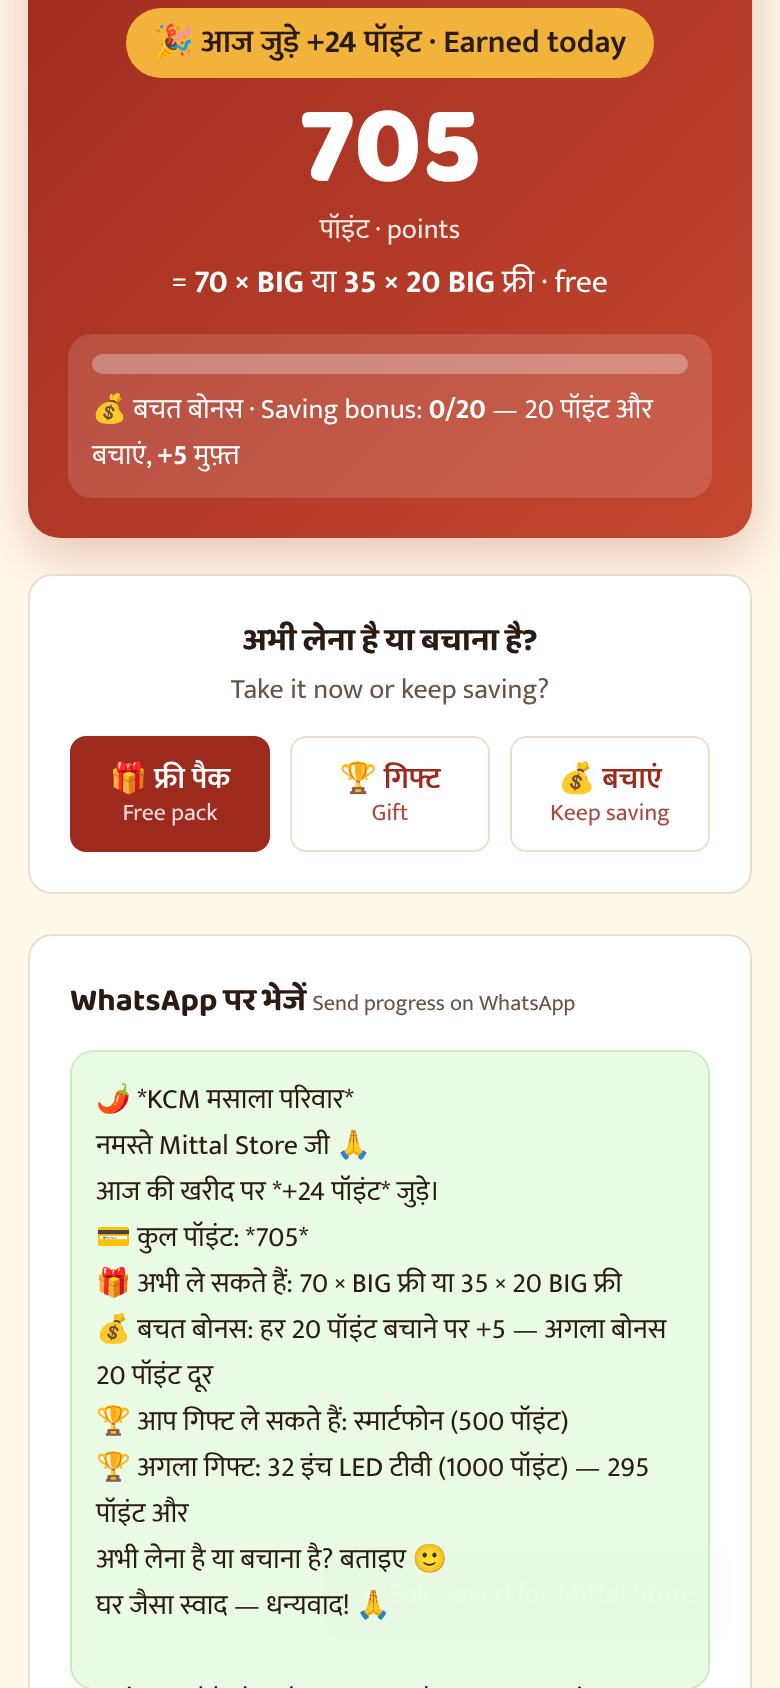 🎉 आज जुड़े +24 पॉइंट · Earned today
705
पॉइंट · points
= 70 × BIG या 35 × 20 BIG फ्री · free
💰 बचत बोनस · Saving bonus: 0/20 — 20 पॉइंट और
बचाएं, +5 मुफ़्त
अभी लेना है या बचाना है?
Take it now or keep saving?
🎁 फ्री पैक
Free pack
🏆 गिफ्ट
Gift
💰 बचाएं
Keep saving
WhatsApp पर भेजें Send progress on WhatsApp
🌶️ *KCM मसाला परिवार*
नमस्ते Mittal Store जी 🙏
आज की खरीद पर *+24 पॉइंट* जुड़े।
💳 कुल पॉइंट: *705*
🎁 अभी ले सकते हैं: 70 × BIG फ्री या 35 × 20 BIG फ्री
💰 बचत बोनस: हर 20 पॉइंट बचाने पर +5 — अगला बोनस
20 पॉइंट दूर
🏆 आप गिफ्ट ले सकते हैं: स्मार्टफोन (500 पॉइंट)
🏆 अगला गिफ्ट: 32 इंच LED टीवी (1000 पॉइंट) — 295
पॉइंट और
अभी लेना है या बचाना है? बताइए 🙂
घर जैसा स्वाद — धन्यवाद! 🙏